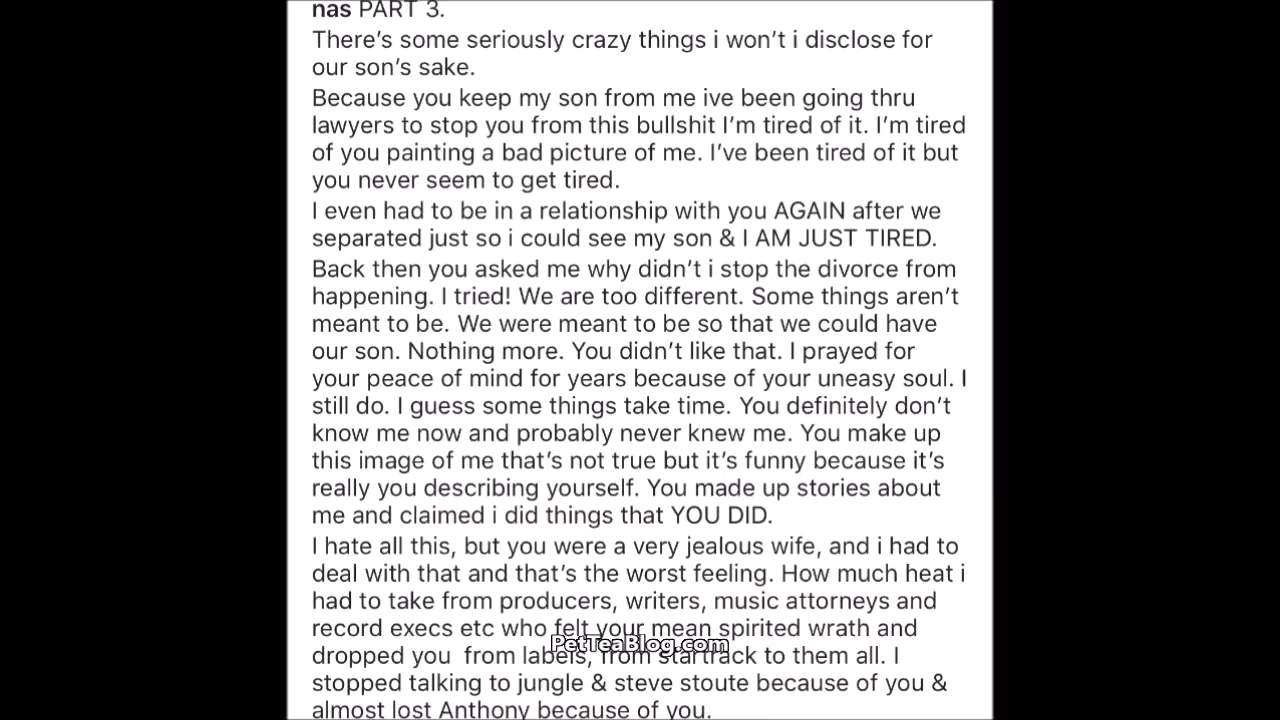 nas PART 3.
There's some seriously crazy things i won't i disclose for
our son's sake.
Because you keep my son from me ive been going thru
lawyers to stop you from this bullshit I'm tired of it. I'm tired
of you painting a bad picture of me. I've been tired of it but
you never seem to get tired.
I even had to be in a relationship with you AGAIN after we
separated just so i could see my son & I AM JUST TIRED.
Back then you asked me why didn't i stop the divorce from
happening. I tried! We are too different. Some things aren't
meant to be. We were meant to be so that we could have
our son. Nothing more. You didn't like that. I prayed for
your peace of mind for years because of your uneasy soul. I
still do. I guess some things take time. You definitely don't
know me now and probably never knew me. You make up
this image of me that's not true but it's funny because it's
really you describing yourself. You made up stories about
me and claimed i did things that YOU DID.
I hate all this, but you were a very jealous wife, and i had to
deal with that and that's the worst feeling. How much heat i
had to take from producers, writers, music attorneys and
record execs etc who felt your mean spirited wrath and
PetTeaBlog.com
dropped you  from labels, from startrack to them all. I
stopped talking to jungle & steve stoute because of you &
almost lost Anthony because of you.